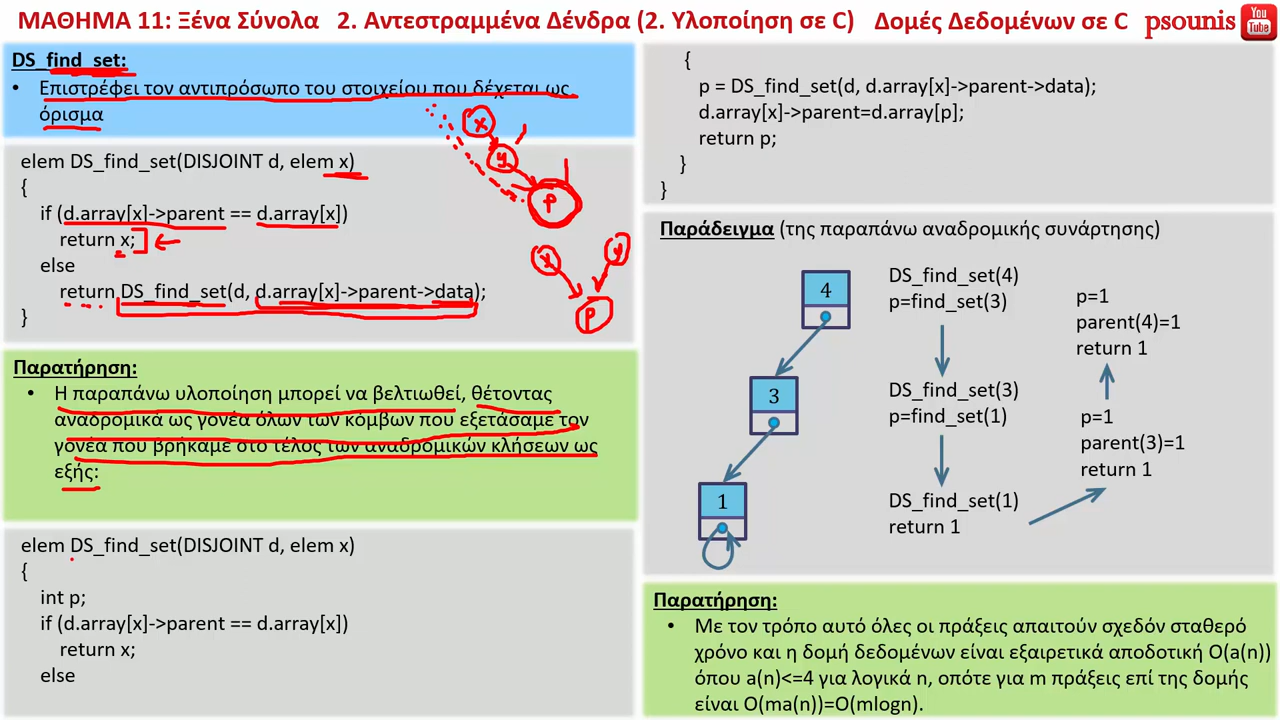 ΜΑΘΗΜΑ 11: Ξένα Σύνολα 2. Αντεστραμμένα Δένδρα (2. Υλοποίηση σε C) Δομές Δεδομένων σε C psounis You Tube
DS_find_set:
• Επιστρέφει τον αντιπρόσωπο του στοιχείου που δέχεται ως
όρισμα
elem DS_find_set(DISJOINT d, elem x)
{
if (d.array[x]->parent == d.array[x])
return x;
else
return DS_find_set(d, d.array[x]->parent->data);
}
x
y
p
x
y
p
Παρατήρηση:
• Η παραπάνω υλοποίηση μπορεί να βελτιωθεί, θέτοντας
αναδρομικά ως γονέα όλων των κόμβων που εξετάσαμε τον
γονέα που βρήκαμε στο τέλος των αναδρομικών κλήσεων ως
εξής:
elem DS_find_set(DISJOINT d, elem x)
{
int p;
if (d.array[x]->parent == d.array[x])
return x;
else
{
p = DS_find_set(d, d.array[x]->parent->data);
d.array[x]->parent=d.array[p];
return p;
}
}
Παράδειγμα (της παραπάνω αναδρομικής συνάρτησης)
4
3
1
DS_find_set(4)
p=find_set(3)
DS_find_set(3)
p=find_set(1)
DS_find_set(1)
return 1
p=1
parent(4)=1
return 1
p=1
parent(3)=1
return 1
Παρατήρηση:
• Με τον τρόπο αυτό όλες οι πράξεις απαιτούν σχεδόν σταθερό
χρόνο και η δομή δεδομένων είναι εξαιρετικά αποδοτική O(a(n))
όπου a(n)<=4 για λογικά n, οπότε για m πράξεις επί της δομής
είναι O(ma(n))=O(mlogn).